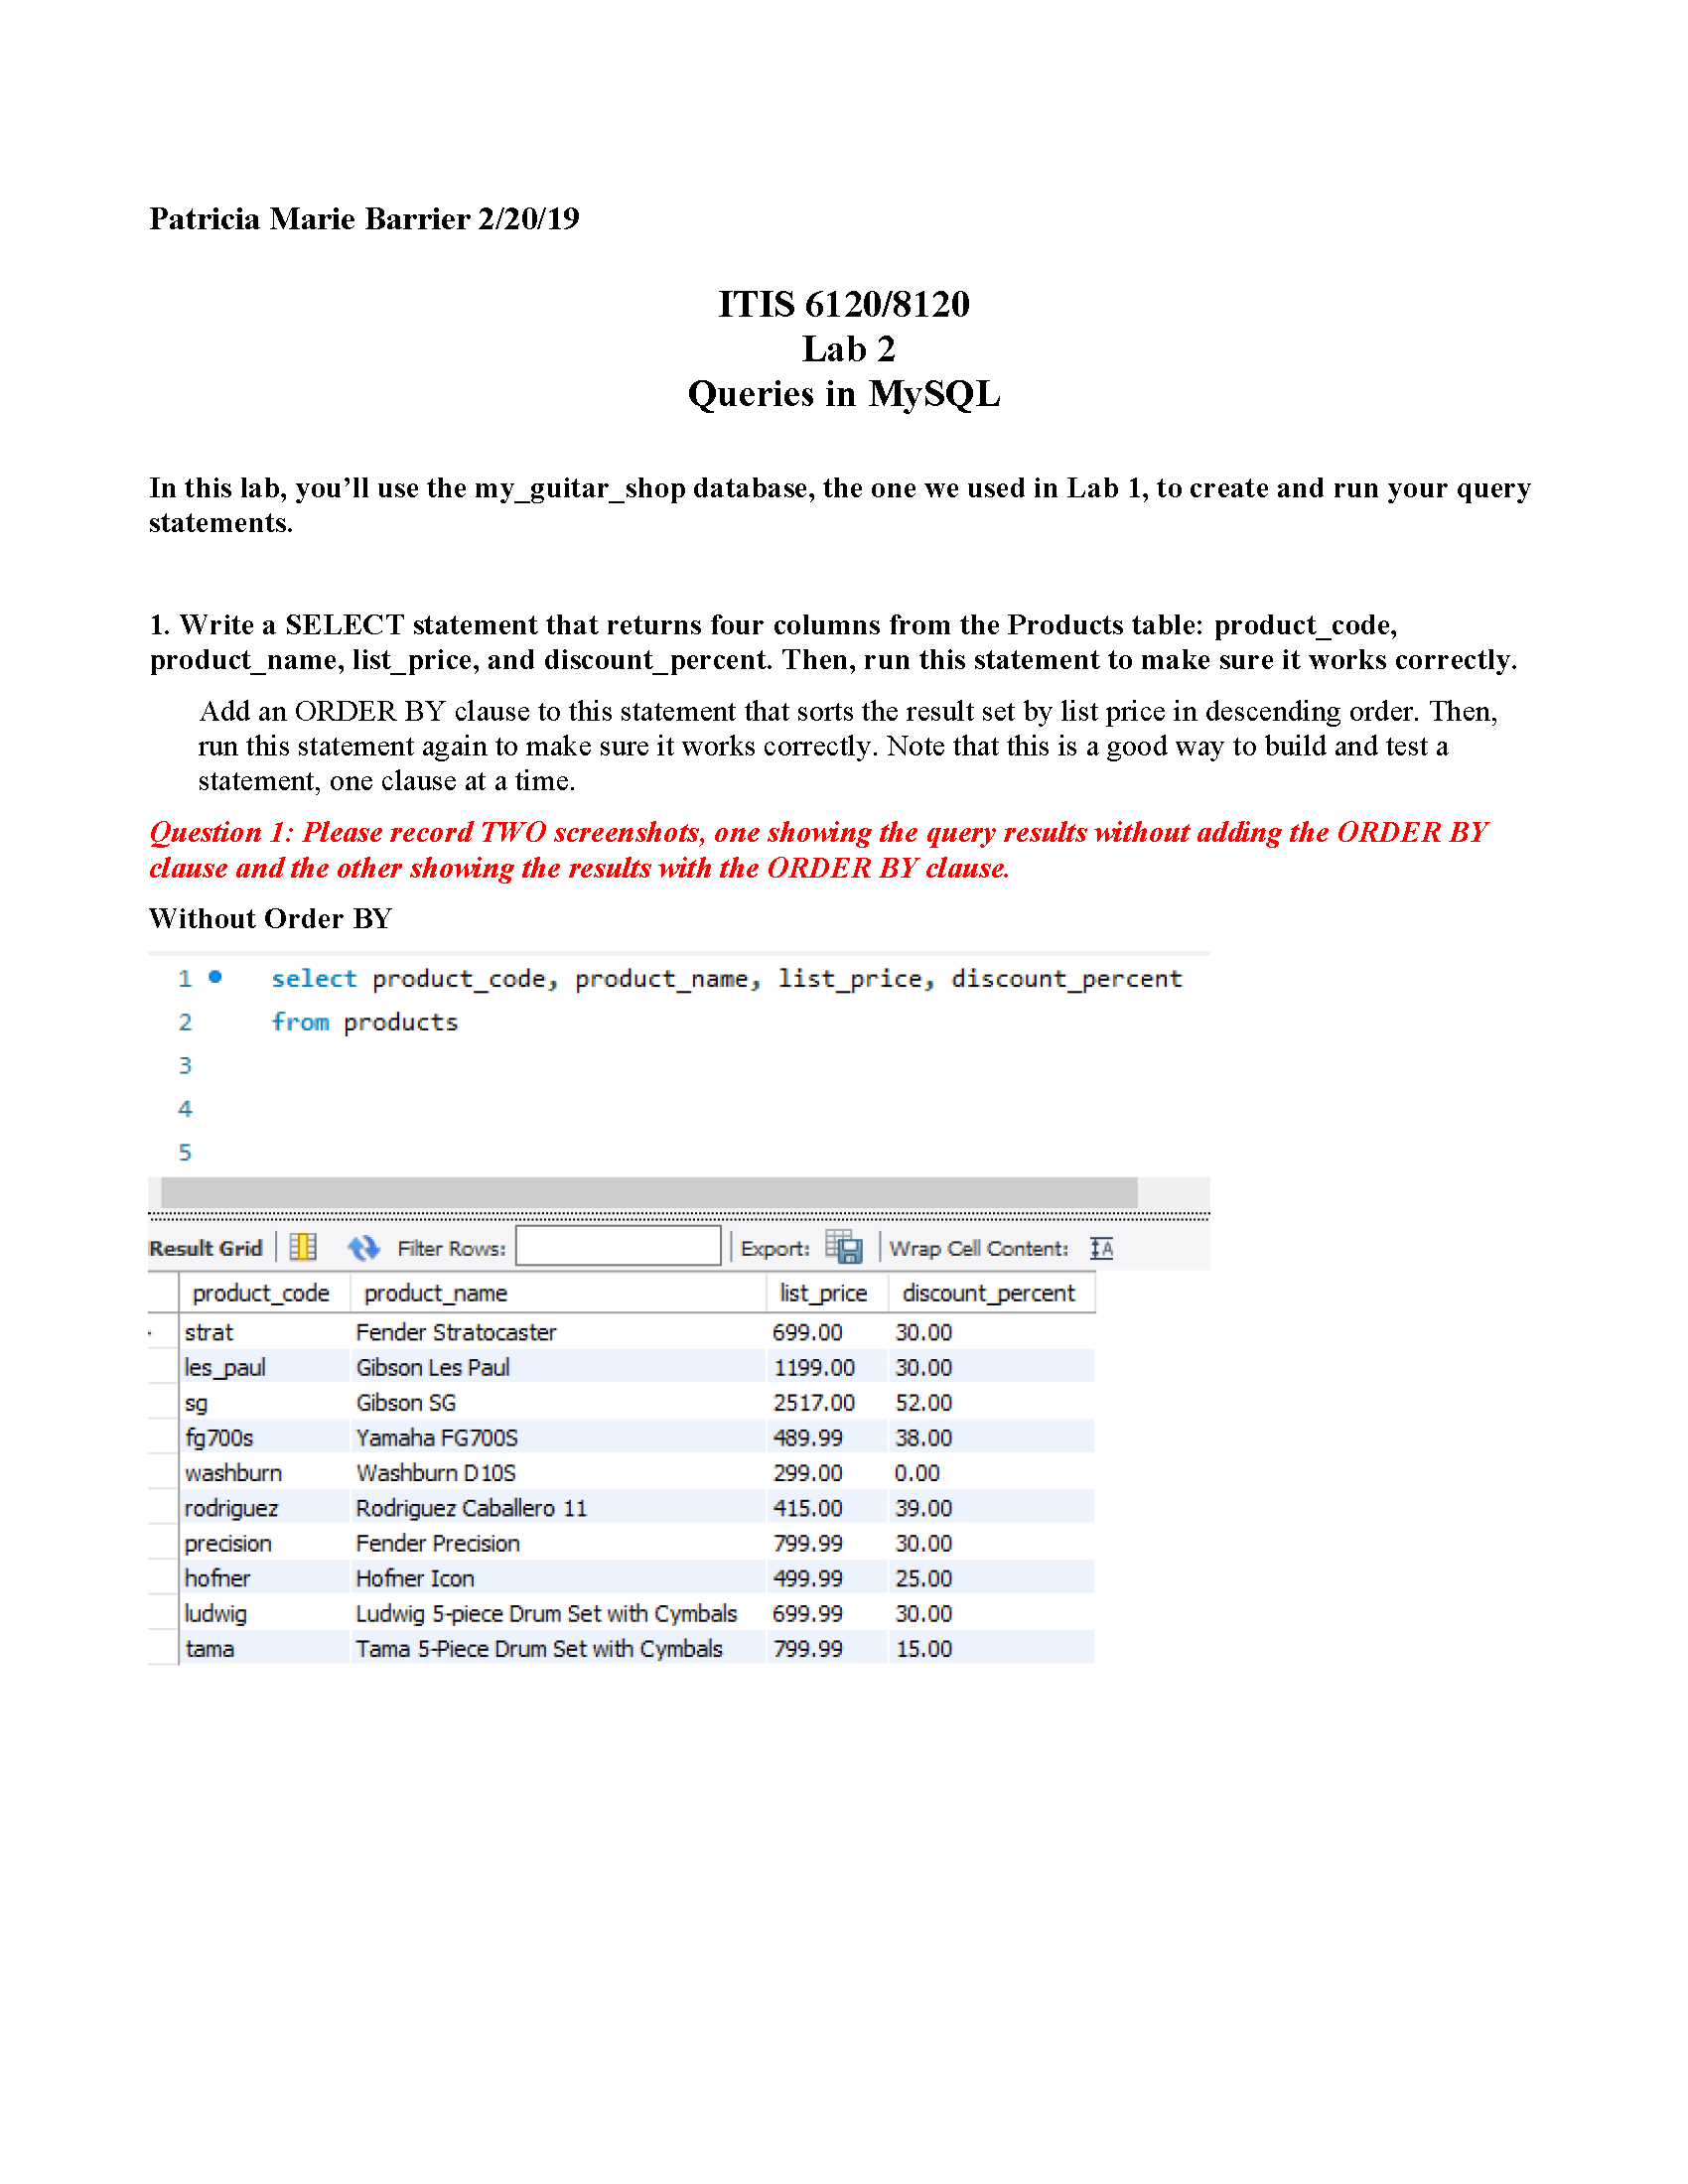 Patricia Marie Barrier 2/20/19
ITIS 6120/8120
Lab 2
Queries in MySQL
In this lab, you’ll use the my_guitar_shop database, the one we used in Lab 1, to create and run your query
statements.
1. Write a SELECT statement that returns four columns from the Products table: product_code,
product_name, list_price, and discount_percent. Then, run this statement to make sure it works correctly.
Add an ORDER BY clause to this statement that sorts the result set by list price in descending order. Then,
run this statement again to make sure it works correctly. Note that this is a good way to build and test a
statement, one clause at a time.
Question 1: Please record TWO screenshots, one showing the query results without adding the ORDER BY
clause and the other showing the results with the ORDER BY clause.
Without Order BY
1 select product_code, product_name, list_price, discount_percent
2 from products
3
4
5
Result Grid Filter Rows: Export: Wrap Cell Content:
product_code product_name list_price discount_percent
strat Fender Stratocaster 699.00 30.00
les_paul Gibson Les Paul 1199.00 30.00
sg Gibson SG 2517.00 52.00
fg700s Yamaha FG700S 489.99 38.00
washburn Washburn D10S 299.00 0.00
rodriguez Rodriguez Caballero 11 415.00 39.00
precision Fender Precision 799.99 30.00
hofner Hofner Icon 499.99 25.00
ludwig Ludwig 5-piece Drum Set with Cymbals 699.99 30.00
tama Tama 5-Piece Drum Set with Cymbals 799.99 15.00